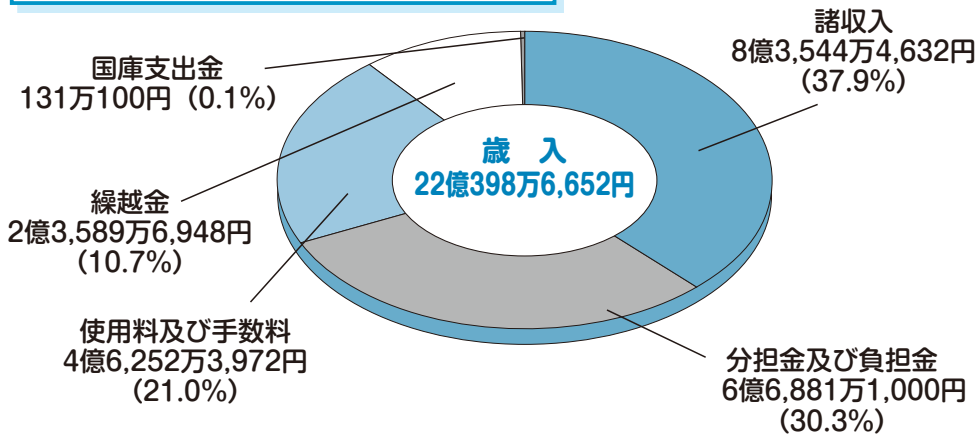 諸収入
8億3,544万4,632円
(37.9%)
国庫支出金
131万100円(0.1%)
歳 入
22億398万6,652円
繰越金
2億3,589万6,948円
(10.7%)
使用料及び手数料
4億6,252万3,972円
(21.0%)
分担金及び負担金
6億6,881万1,000円
(30.3%)